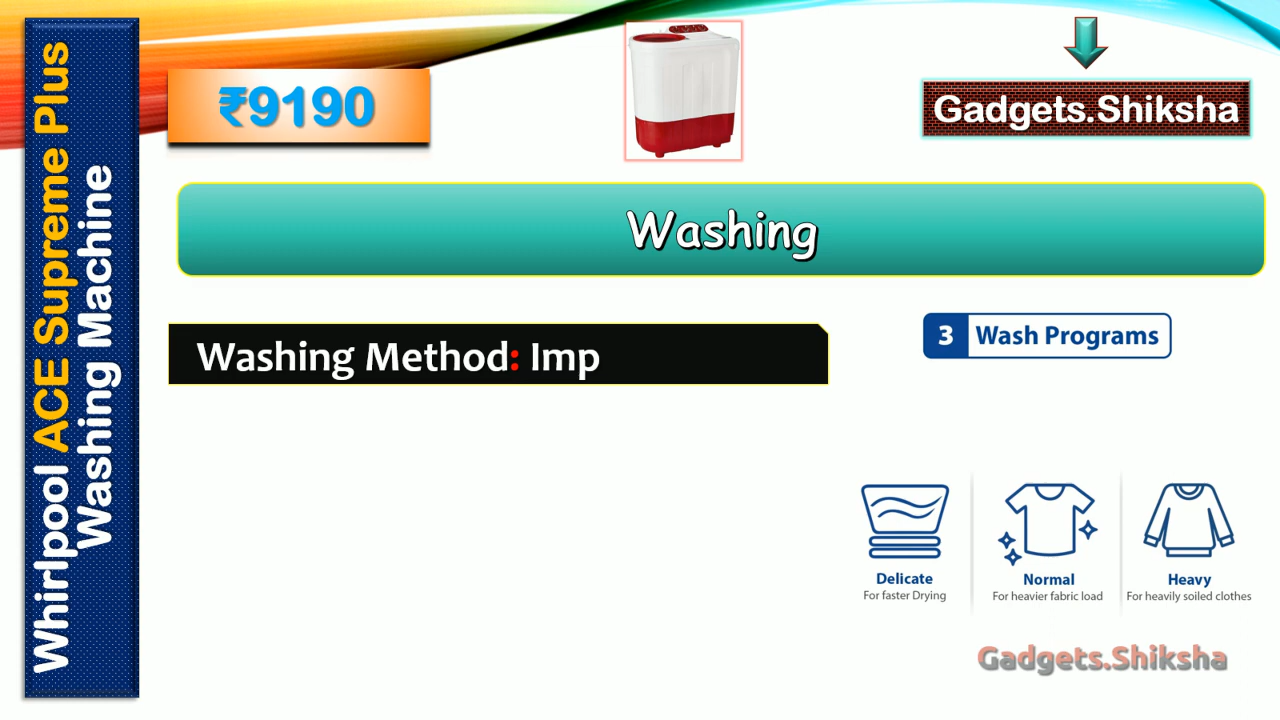 Whirlpool ACE Supreme Plus
Washing Machine
₹9190
Gadgets.Shiksha
Washing
Washing Method: Imp
3 Wash Programs
Delicate
For faster Drying
Normal
For heavier fabric load
Heavy
For heavily soiled clothes
Gadgets.Shiksha